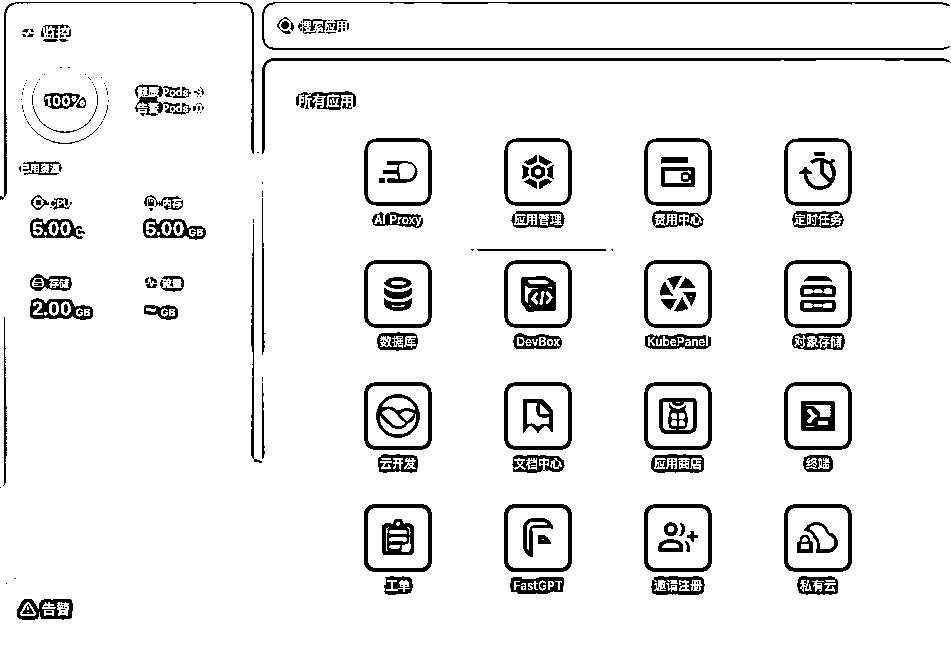 监控
100%
健康 Pods
告警 Pods
已用资源
CPU
内存
5.00 C
5.00 GB
存储
流量
2.00 GB
~ GB
告警
搜索应用
所有应用
AI Proxy
应用管理
费用中心
定时任务
数据库
DevBox
KubePanel
对象存储
云开发
文档中心
应用商店
终端
工单
FastGPT
邀请注册
私有云